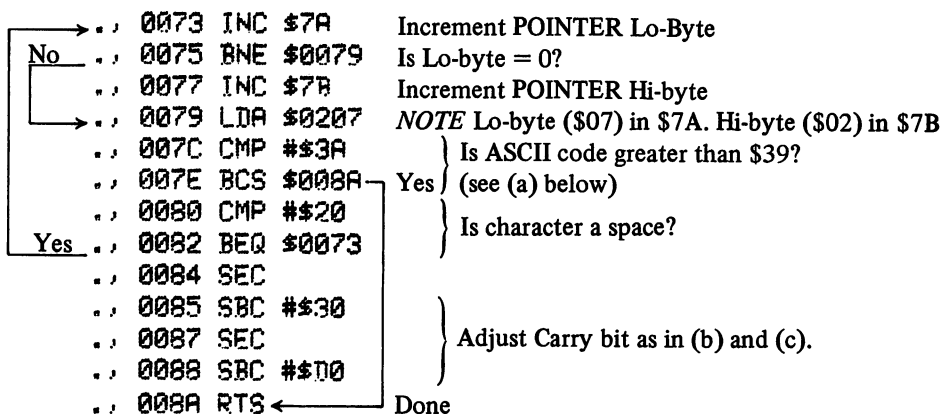 ., 0073 INC $7A Increment POINTER Lo-Byte
No ., 0075 BNE $0079 Is Lo-byte = 0?
., 0077 INC $7B Increment POINTER Hi-byte
., 0079 LDA $0207 NOTE Lo-byte ($07) in $7A. Hi-byte ($02) in $7B
., 007C CMP #$3A Is ASCII code greater than $39?
., 007E BCS $008A Yes (see (a) below)
., 0080 CMP #$20 Is character a space?
Yes ., 0082 BEQ $0073
., 0084 SEC
., 0085 SBC #$30
., 0087 SEC Adjust Carry bit as in (b) and (c).
., 0088 SBC #$D0
., 008A RTS Done